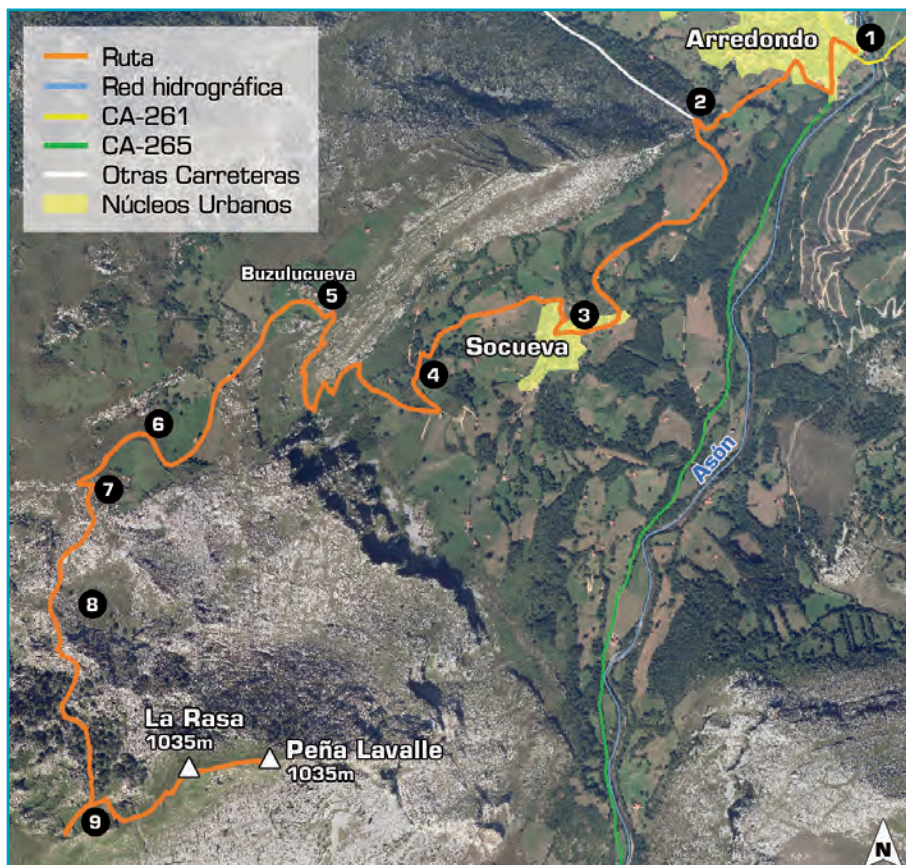 Ruta
Red hidrográfica
CA-261
CA-265
Otras Carreteras
Núcleos Urbanos
Arredondo
1
2
Buzulucueva
5
3
Socueva
4
6
Asón
7
8
La Rasa
1035m
Peña Lavalle
1035m
9
N